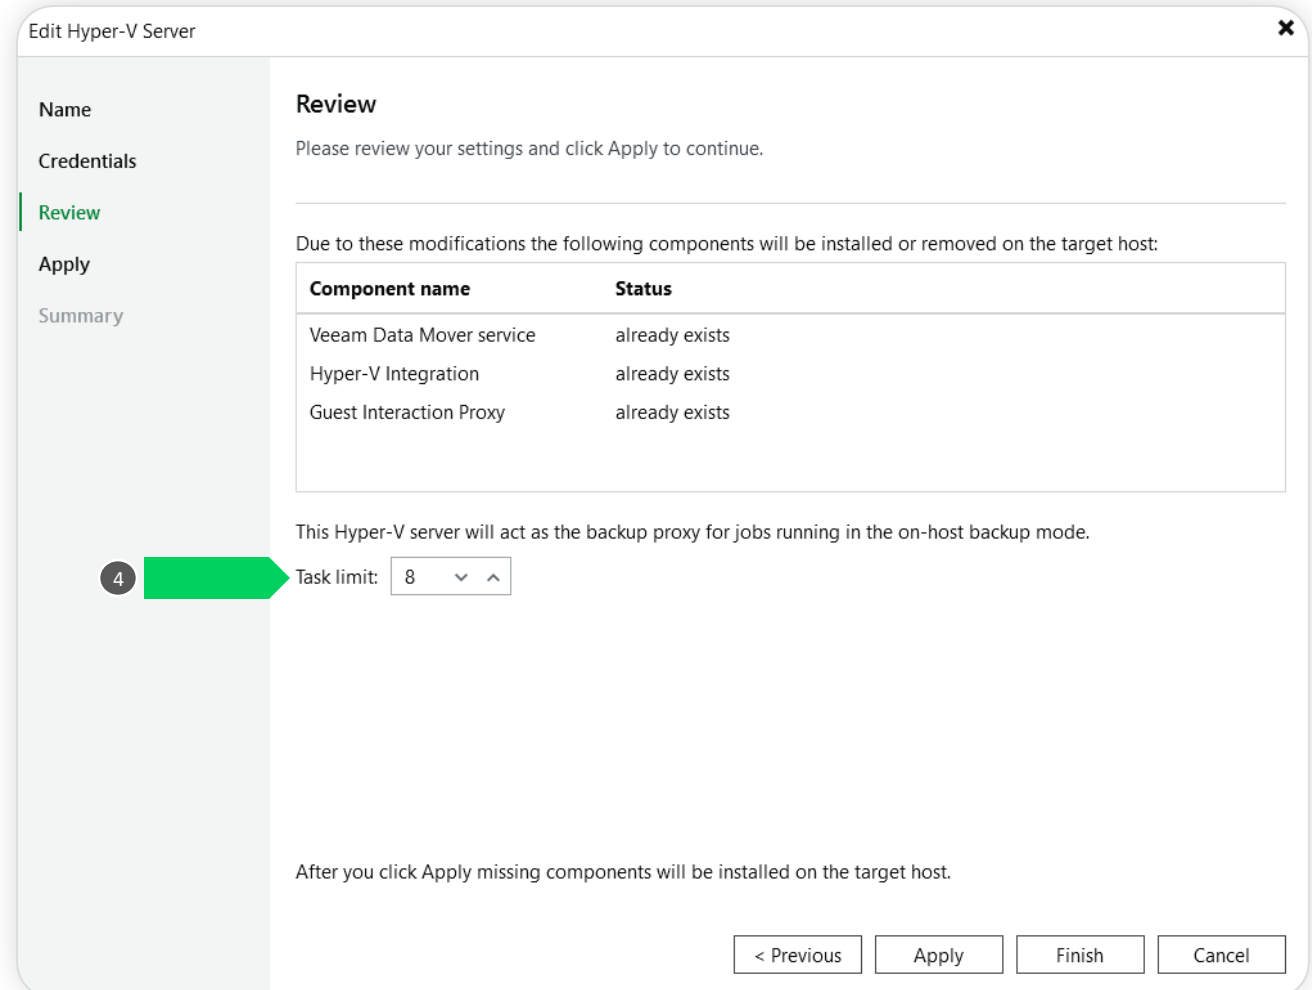 Edit Hyper-V Server
Name
Credentials
Review
Apply
Summary
Review
Please review your settings and click Apply to continue.
Due to these modifications the following components will be installed or removed on the target host:
Component name Status
Veeam Data Mover service already exists
Hyper-V Integration already exists
Guest Interaction Proxy already exists
This Hyper-V server will act as the backup proxy for jobs running in the on-host backup mode.
4 Task limit: 8
After you click Apply missing components will be installed on the target host.
< Previous Apply Finish Cancel